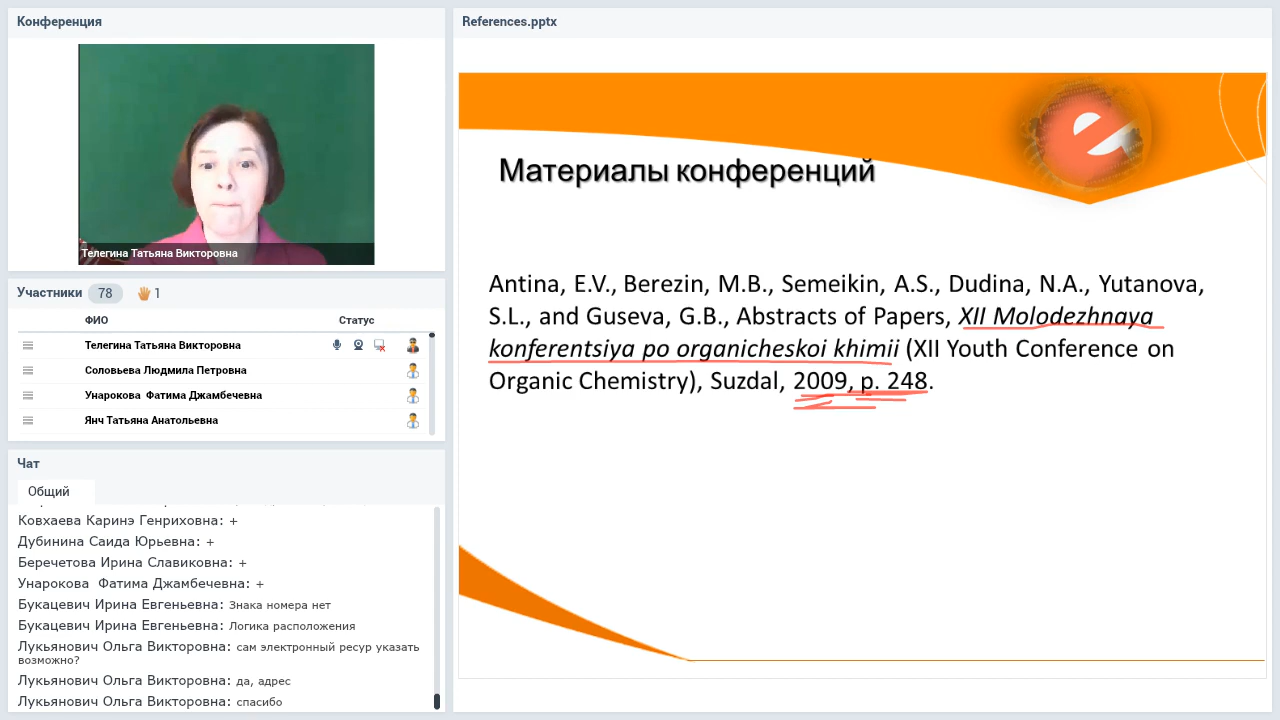 Конференция
Телегина Татьяна Викторовна
Участники 78 1
ФИО Статус
Телегина Татьяна Викторовна
Соловьева Людмила Петровна
Унарокова Фатима Джамбечевна
Янч Татьяна Анатольевна
Чат
Общий
Ковхаева Каринэ Генриховна: +
Дубинина Саида Юрьевна: +
Беречетова Ирина Славиковна: +
Унарокова Фатима Джамбечевна: +
Букацевич Ирина Евгеньевна: Знака номера нет
Букацевич Ирина Евгеньевна: Логика расположения
Лукьянович Ольга Викторовна: сам электронный ресур указать
возможно?
Лукьянович Ольга Викторовна: да, адрес
Лукьянович Ольга Викторовна: спасибо
References.pptx
Материалы конференций
Antina, E.V., Berezin, M.B., Semeikin, A.S., Dudina, N.A., Yutanova,
S.L., and Guseva, G.B., Abstracts of Papers, XII Molodezhnaya
konferentsiya po organicheskoi khimii (XII Youth Conference on
Organic Chemistry), Suzdal, 2009, p. 248.